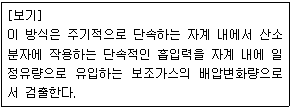 [보기]
이 방식은 주기적으로 단속하는 자계 내에서 산소
분자에 작용하는 단속적인 흡입력을 자계 내에 일
정유량으로 유입하는 보조가스의 배압변화량으로
서 검출한다.